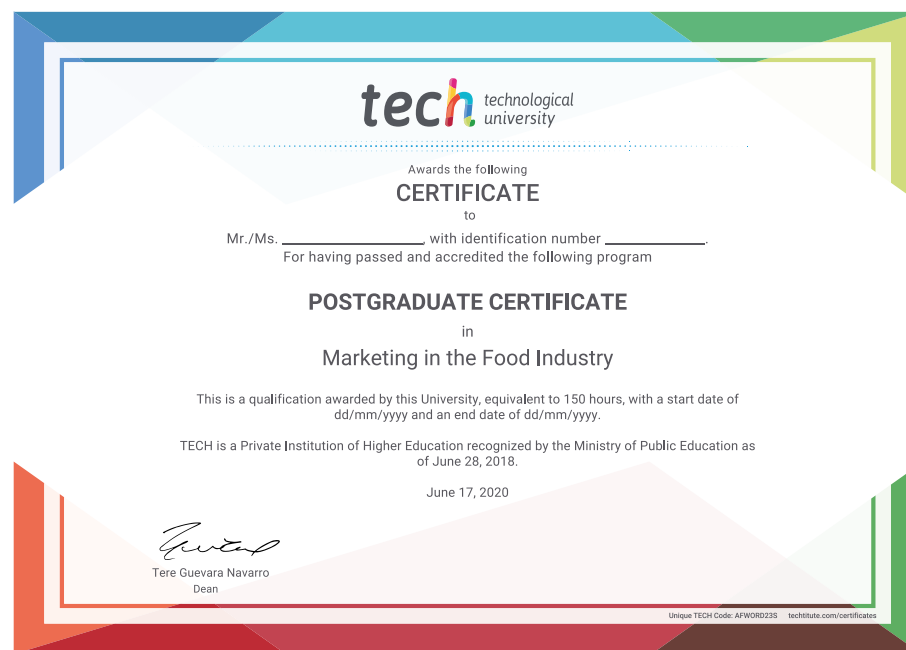 tech technological
university
Awards the following
CERTIFICATE
to
Mr./Ms. ________________, with identification number ___________.
For having passed and accredited the following program
POSTGRADUATE CERTIFICATE
in
Marketing in the Food Industry
This is a qualification awarded by this University, equivalent to 150 hours, with a start date of
dd/mm/yyyy and an end date of dd/mm/yyyy.
TECH is a Private Institution of Higher Education recognized by the Ministry of Public Education as
of June 28, 2018.
June 17, 2020
Tere Guevara Navarro
Dean
Unique TECH Code: AFWORD23S techtitute.com/certificates